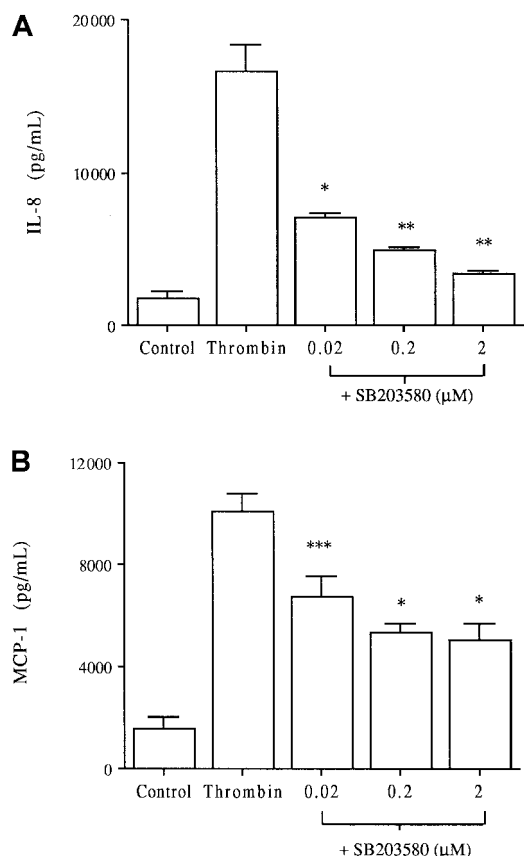 A
20000
10000
0
IL-8 (pg/mL)
*
**
**
Control Thrombin 0.02 0.2 2
+ SB203580 (µM)
B
12000
8000
4000
0
MCP-1 (pg/mL)
***
*
*
Control Thrombin 0.02 0.2 2
+ SB203580 (µM)